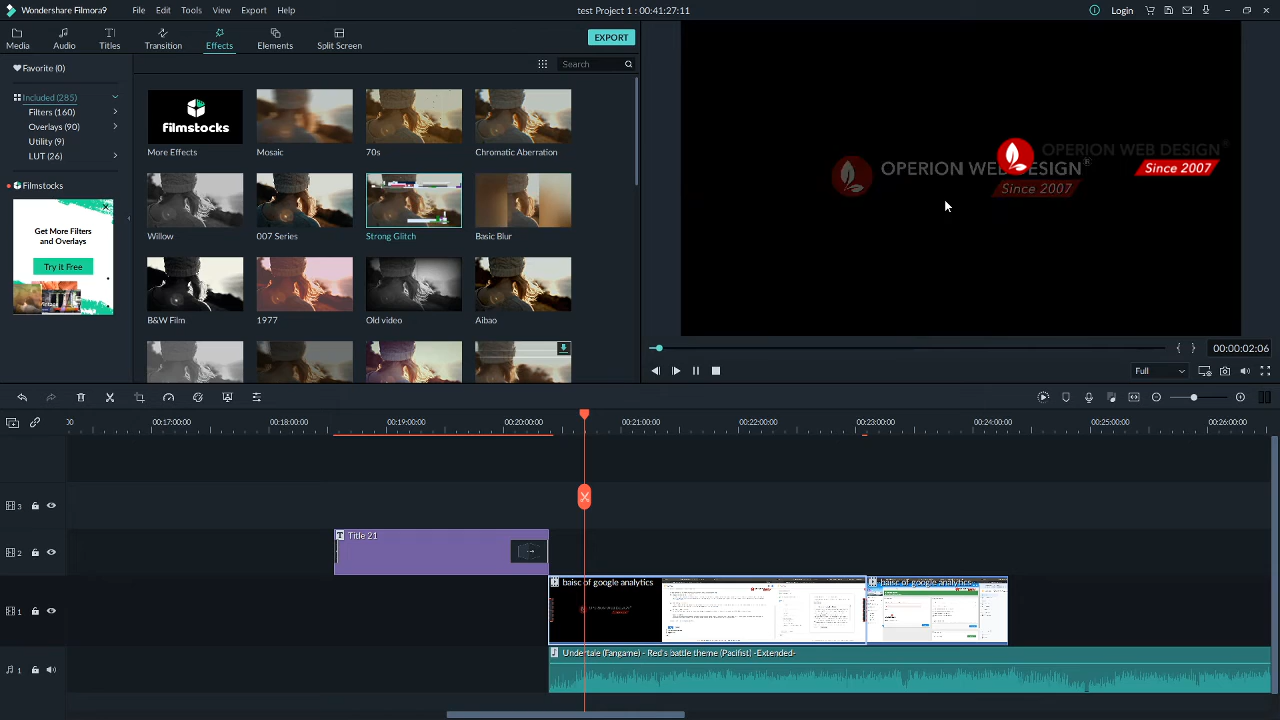 Wondershare Filmora9
File
Edit
Tools
View
Export
Help
test Project 1 : 00:41:27:11
Login
Media
Audio
Titles
Transition
Effects
Elements
Split Screen
EXPORT
Favorite (0)
Search
Included (285)
Filters (160)
Overlays (90)
Utility (9)
LUT (26)
Filmstocks
Get More Filters
and Overlays
Try it Free
filmstocks
More Effects
Mosaic
70s
Chromatic Aberration
Willow
007 Series
Strong Glitch
Basic Blur
B&W Film
1977
Old video
Aibao
OPERION WEB DESIGN®
Since 2007
OPERION WEB DESIGN®
Since 2007
00:00:02:06
Full
00:17:00:00
00:18:00:00
00:19:00:00
00:20:00:00
00:21:00:00
00:22:00:00
00:23:00:00
00:24:00:00
00:25:00:00
00:26:00:00
3
2
Title 21
1
baisc of google analytics
baisc of google analytics
1
Undertale (Fangame) - Red's battle theme (Pacifist) -Extended-